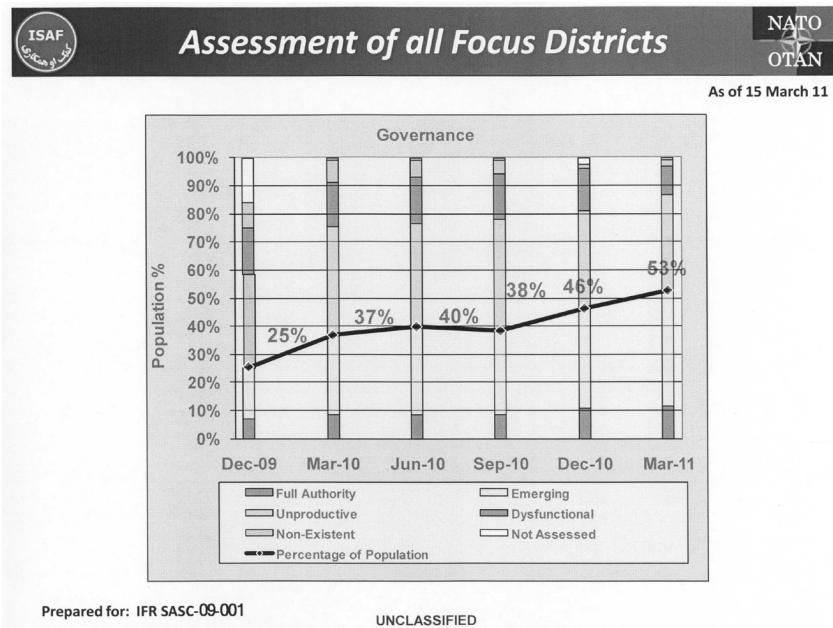 ISAF
کمک او همکاری
Assessment of all Focus Districts
NATO
OTAN
As of 15 March 11
Governance
100%
90%
80%
70%
60%
50%
40%
30%
20%
10%
0%
Population %
25%
37%
40%
38%
46%
53%
Dec-09 Mar-10 Jun-10 Sep-10 Dec-10 Mar-11
Full Authority Emerging
Unproductive Dysfunctional
Non-Existent Not Assessed
Percentage of Population
Prepared for: IFR SASC-09-001
UNCLASSIFIED